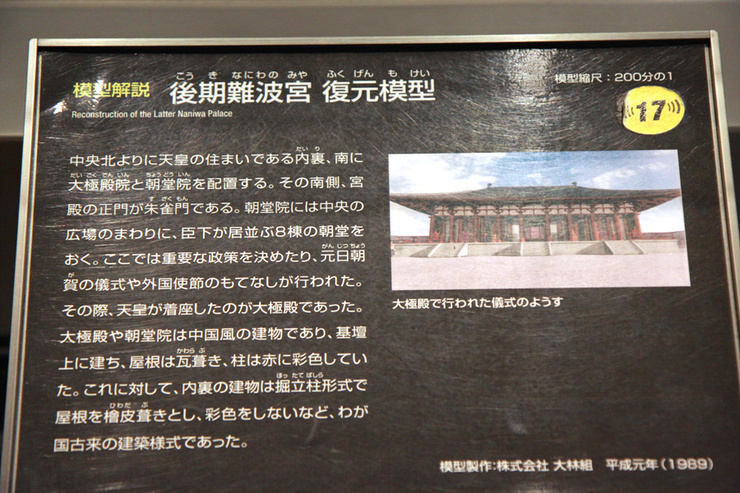 模型解説 後期難波宮 復元模型
こうきなにわのみや ふくげんもけい
Reconstruction of the Latter Naniwa Palace
模型縮尺：200分の1
17
中央北よりに天皇の住まいである内裏、南に
大極殿院と朝堂院を配置する。その南側、宮
殿の正門が朱雀門である。朝堂院には中央の
広場のまわりに、臣下が居並ぶ8棟の朝堂を
おく。ここでは重要な政策を決めたり、元日朝
賀の儀式や外国使節のもてなしが行われた。
その際、天皇が着座したのが大極殿であった。
大極殿や朝堂院は中国風の建物であり、基壇
上に建ち、屋根は瓦葺き、柱は赤に彩色してい
た。これに対して、内裏の建物は掘立柱形式で
屋根を檜皮葺きとし、彩色をしないなど、わが
国古来の建築様式であった。
大極殿で行われた儀式のようす
模型製作：株式会社 大林組 平成元年（1989）